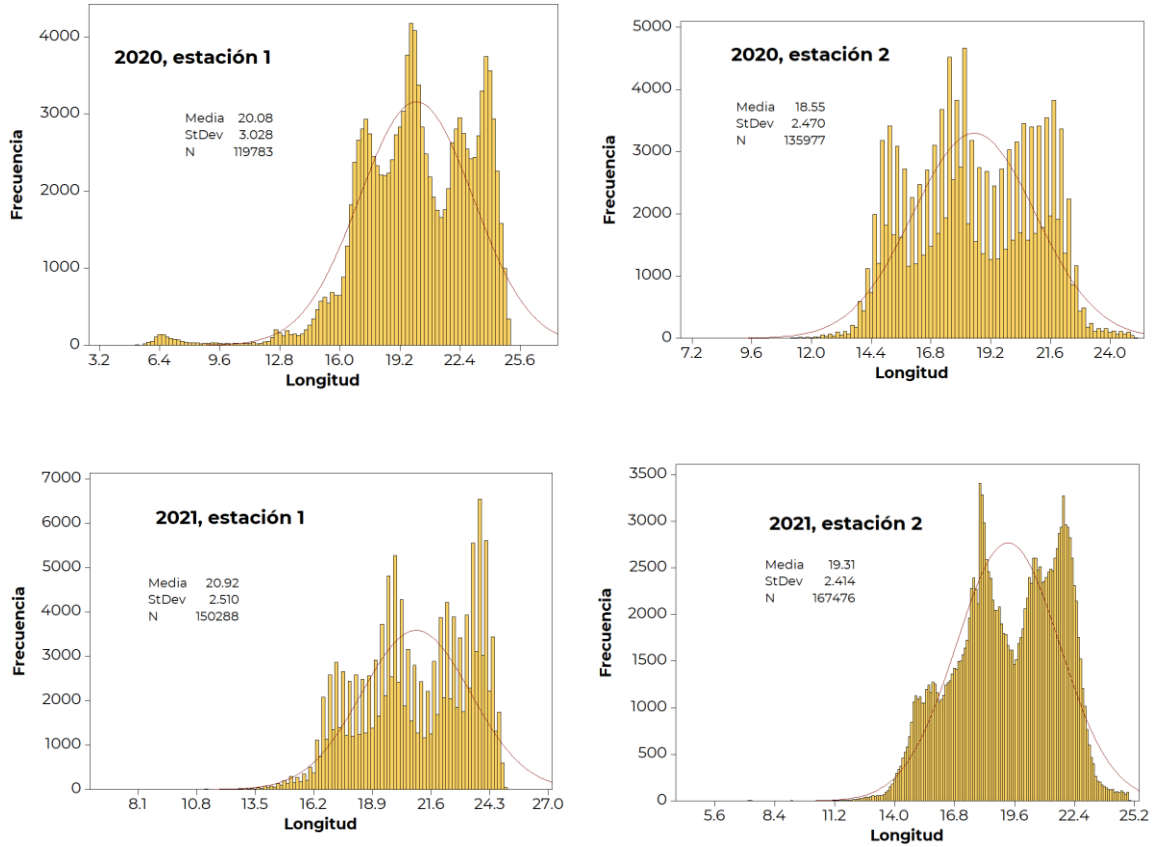 2020, estación 1
Media 20.08
StDev 3.028
N 119783
Frecuencia
4000
3000
2000
1000
0
3.2 6.4 9.6 12.8 16.0 19.2 22.4 25.6
Longitud
2020, estación 2
Media 18.55
StDev 2.470
N 135977
Frecuencia
5000
4000
3000
2000
1000
0
7.2 9.6 12.0 14.4 16.8 19.2 21.6 24.0
Longitud
2021, estación 1
Media 20.92
StDev 2.510
N 150288
Frecuencia
7000
6000
5000
4000
3000
2000
1000
0
8.1 10.8 13.5 16.2 18.9 21.6 24.3 27.0
Longitud
2021, estación 2
Media 19.31
StDev 2.414
N 167476
Frecuencia
3500
3000
2500
2000
1500
1000
500
0
5.6 8.4 11.2 14.0 16.8 19.6 22.4 25.2
Longitud